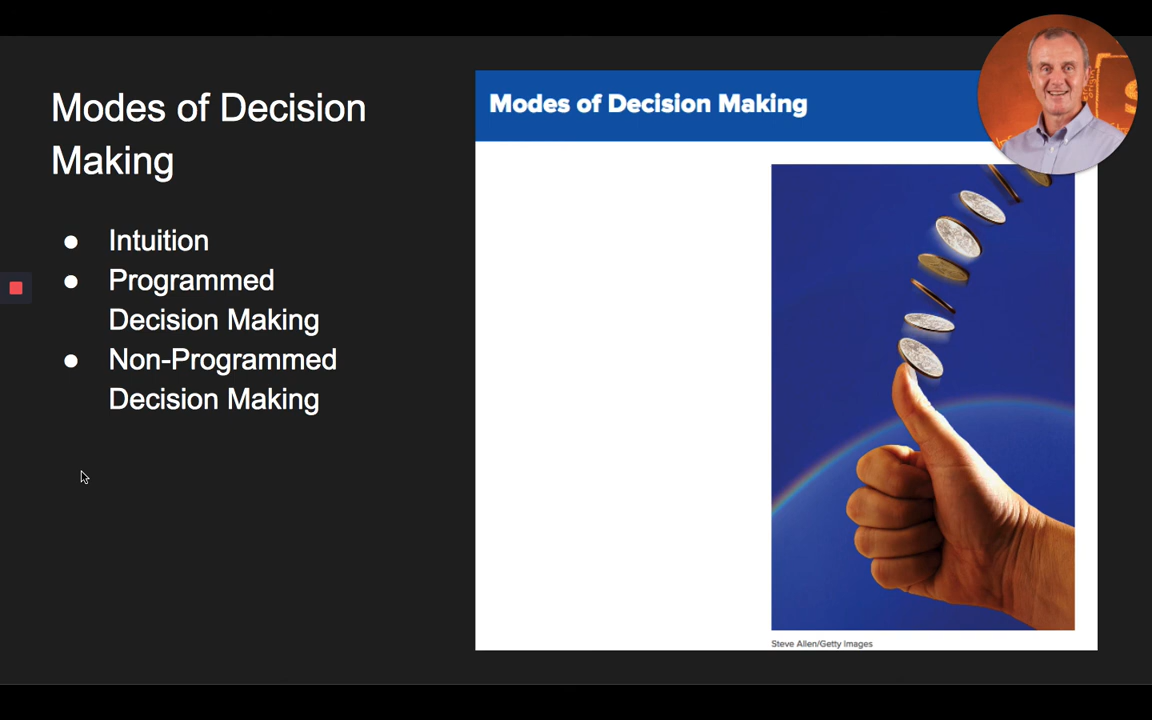 Modes of Decision
Making
Intuition
Programmed
Decision Making
Non-Programmed
Decision Making
Modes of Decision Making
Steve Allen/Getty Images